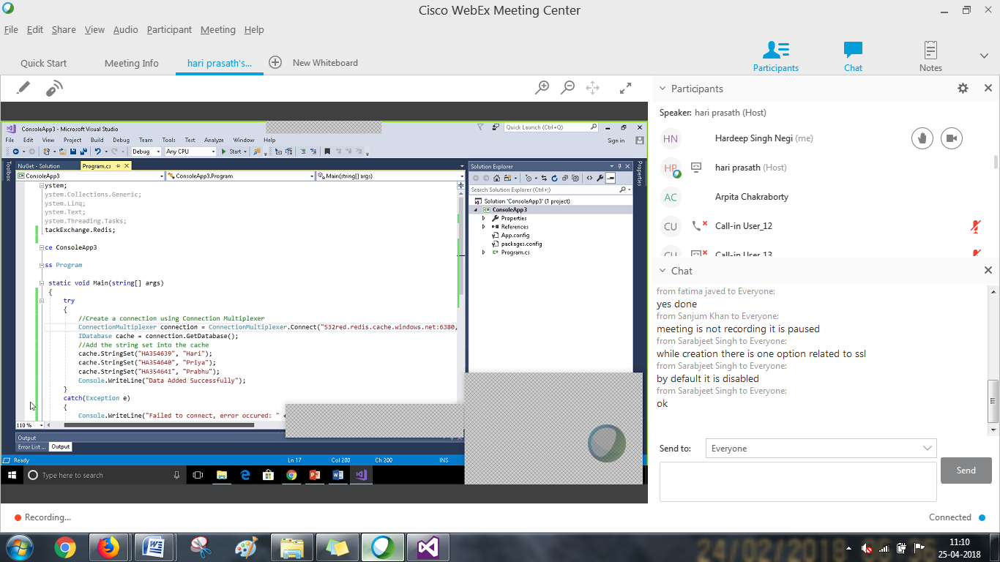 Cisco WebEx Meeting Center
File Edit Share View Audio Participant Meeting Help
Quick Start Meeting Info hari prasath's... New Whiteboard
Participants Chat Notes
ConsoleApp3 - Microsoft Visual Studio
Quick Launch (Ctrl+Q)
File Edit View Project Build Debug Team Tools Test Analyze Window Help
Sign in
Debug Any CPU Start
Toolbox
NuGet - Solution Program.cs
ConsoleApp3 ConsoleApp3.Program Main(string[] args)
ystem;
ystem.Collections.Generic;
ystem.Linq;
ystem.Text;
ystem.Threading.Tasks;
tackExchange.Redis;
ce ConsoleApp3
ss Program
static void Main(string[] args)
{
try
{
//Create a connection using Connection Multiplexer
ConnectionMultiplexer connection = ConnectionMultiplexer.Connect("532red.redis.cache.windows.net:6380,
IDatabase cache = connection.GetDatabase();
//Add the string set into the cache
cache.StringSet("HA354639", "Hari");
cache.StringSet("HA354640", "Priya");
cache.StringSet("HA354641", "Prabhu");
Console.WriteLine("Data Added Successfully");
}
catch(Exception e)
{
Console.WriteLine("Failed to connect, error occured: " +
110 %
Output
Error List ... Output
Ready Ln 17 Col 200 Ch 200 INS
Type here to search
Solution Explorer
Search Solution Explorer (Ctrl+;)
Solution 'ConsoleApp3' (1 project)
ConsoleApp3
Properties
References
App.config
packages.config
Program.cs
Properties
Participants
Speaker: hari prasath (Host)
HN Hardeep Singh Negi (me)
HP hari prasath (Host)
AC Arpita Chakraborty
CU Call-in User_12
CU Call-in User_13
Chat
from fatima javed to Everyone:
yes done
from Sanjum Khan to Everyone:
meeting is not recording it is paused
from Sarabjeet Singh to Everyone:
while creation there is one option related to ssl
from Sarabjeet Singh to Everyone:
by default it is disabled
from Sarabjeet Singh to Everyone:
ok
Send to: Everyone
Send
Recording...
Connected
11:10
25-04-2018